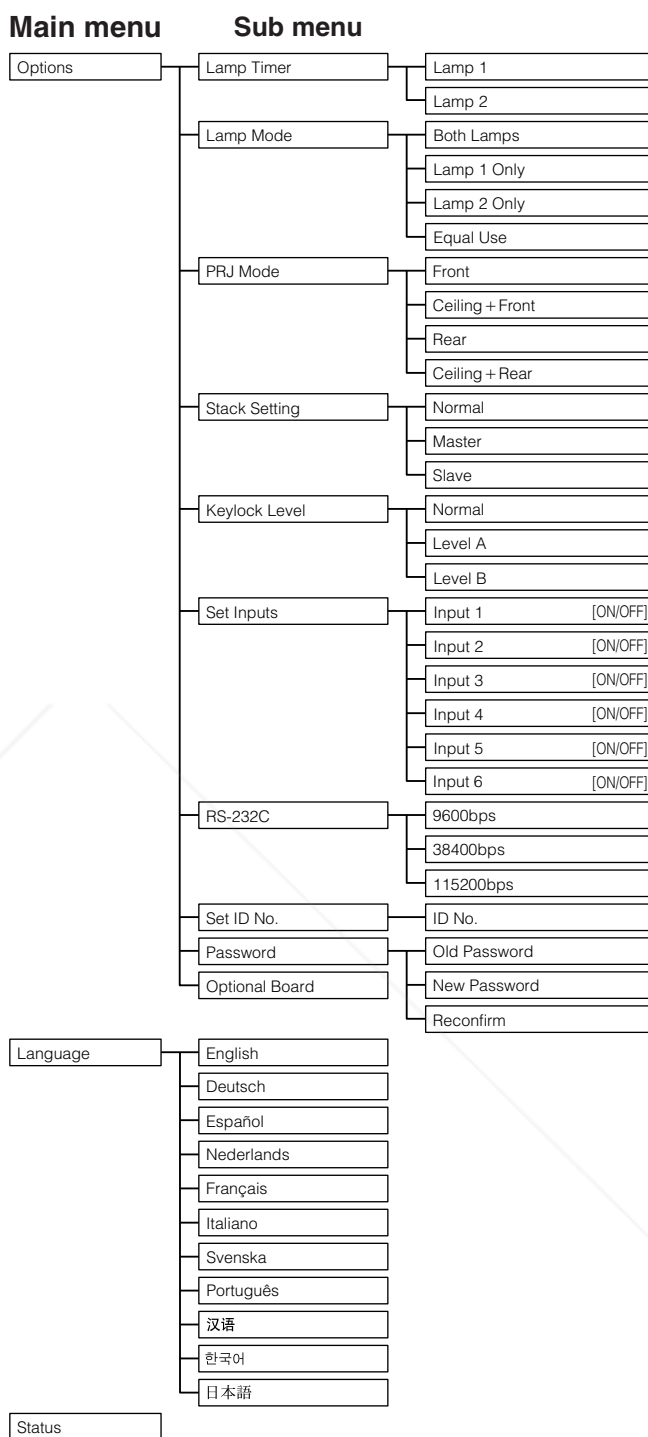 Main menu Sub menu
Options Lamp Timer Lamp 1
Lamp 2
Lamp Mode Both Lamps
Lamp 1 Only
Lamp 2 Only
Equal Use
PRJ Mode Front
Ceiling+Front
Rear
Ceiling+Rear
Stack Setting Normal
Master
Slave
Keylock Level Normal
Level A
Level B
Set Inputs Input 1 [ON/OFF]
Input 2 [ON/OFF]
Input 3 [ON/OFF]
Input 4 [ON/OFF]
Input 5 [ON/OFF]
Input 6 [ON/OFF]
RS-232C 9600bps
38400bps
115200bps
Set ID No. ID No.
Password Old Password
Optional Board New Password
Reconfirm
Language English
Deutsch
Español
Nederlands
Français
Italiano
Svenska
Português
汉语
한국어
日本語
Status